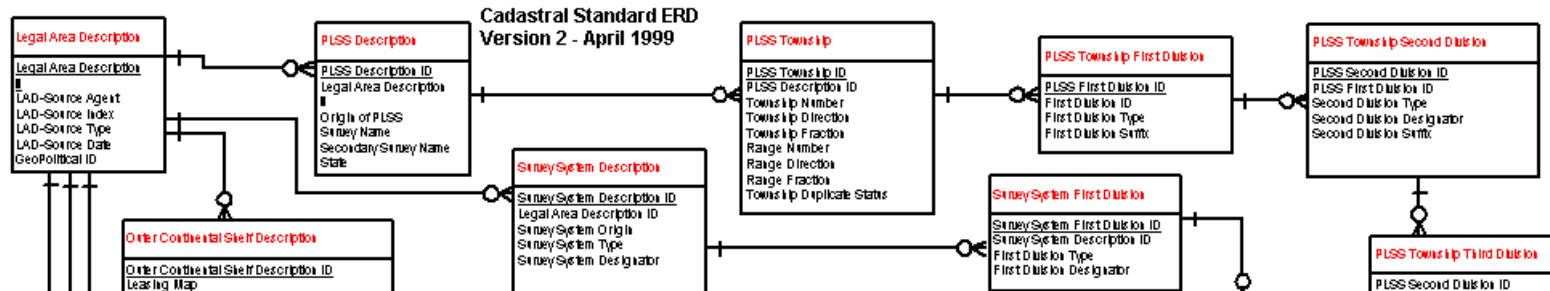 Cadastral Standard ERD
Version 2 - April 1999
Legal Area Description
Legal Area Description
LAD-Source Agent
LAD-Source Index
LAD-Source Type
LAD-Source Date
GeoPolitical ID
PLSS Description
PLSS Description ID
Legal Area Description
Origin of PLSS
Survey Name
Secondary Survey Name
State
PLSS Township
PLSS Township ID
PLSS Description ID
Township Number
Township Direction
Township Fraction
Range Number
Range Direction
Range Fraction
Township Duplicate Status
PLSS Township First Division
PLSS First Division ID
First Division ID
First Division Type
First Division Suffix
PLSS Township Second Division
PLSS Second Division ID
PLSS First Division ID
Second Division Type
Second Division Designator
Second Division Suffix
Survey System Description
Survey System Description ID
Legal Area Description ID
Survey System Origin
Survey System Type
Survey System Designator
Survey System First Division
Survey System First Division ID
Survey System Description ID
First Division Type
First Division Designator
Outer Continental Shelf Description
Outer Continental Shelf Description ID
Leasing Map
PLSS Township Third Division
PLSS Second Division ID